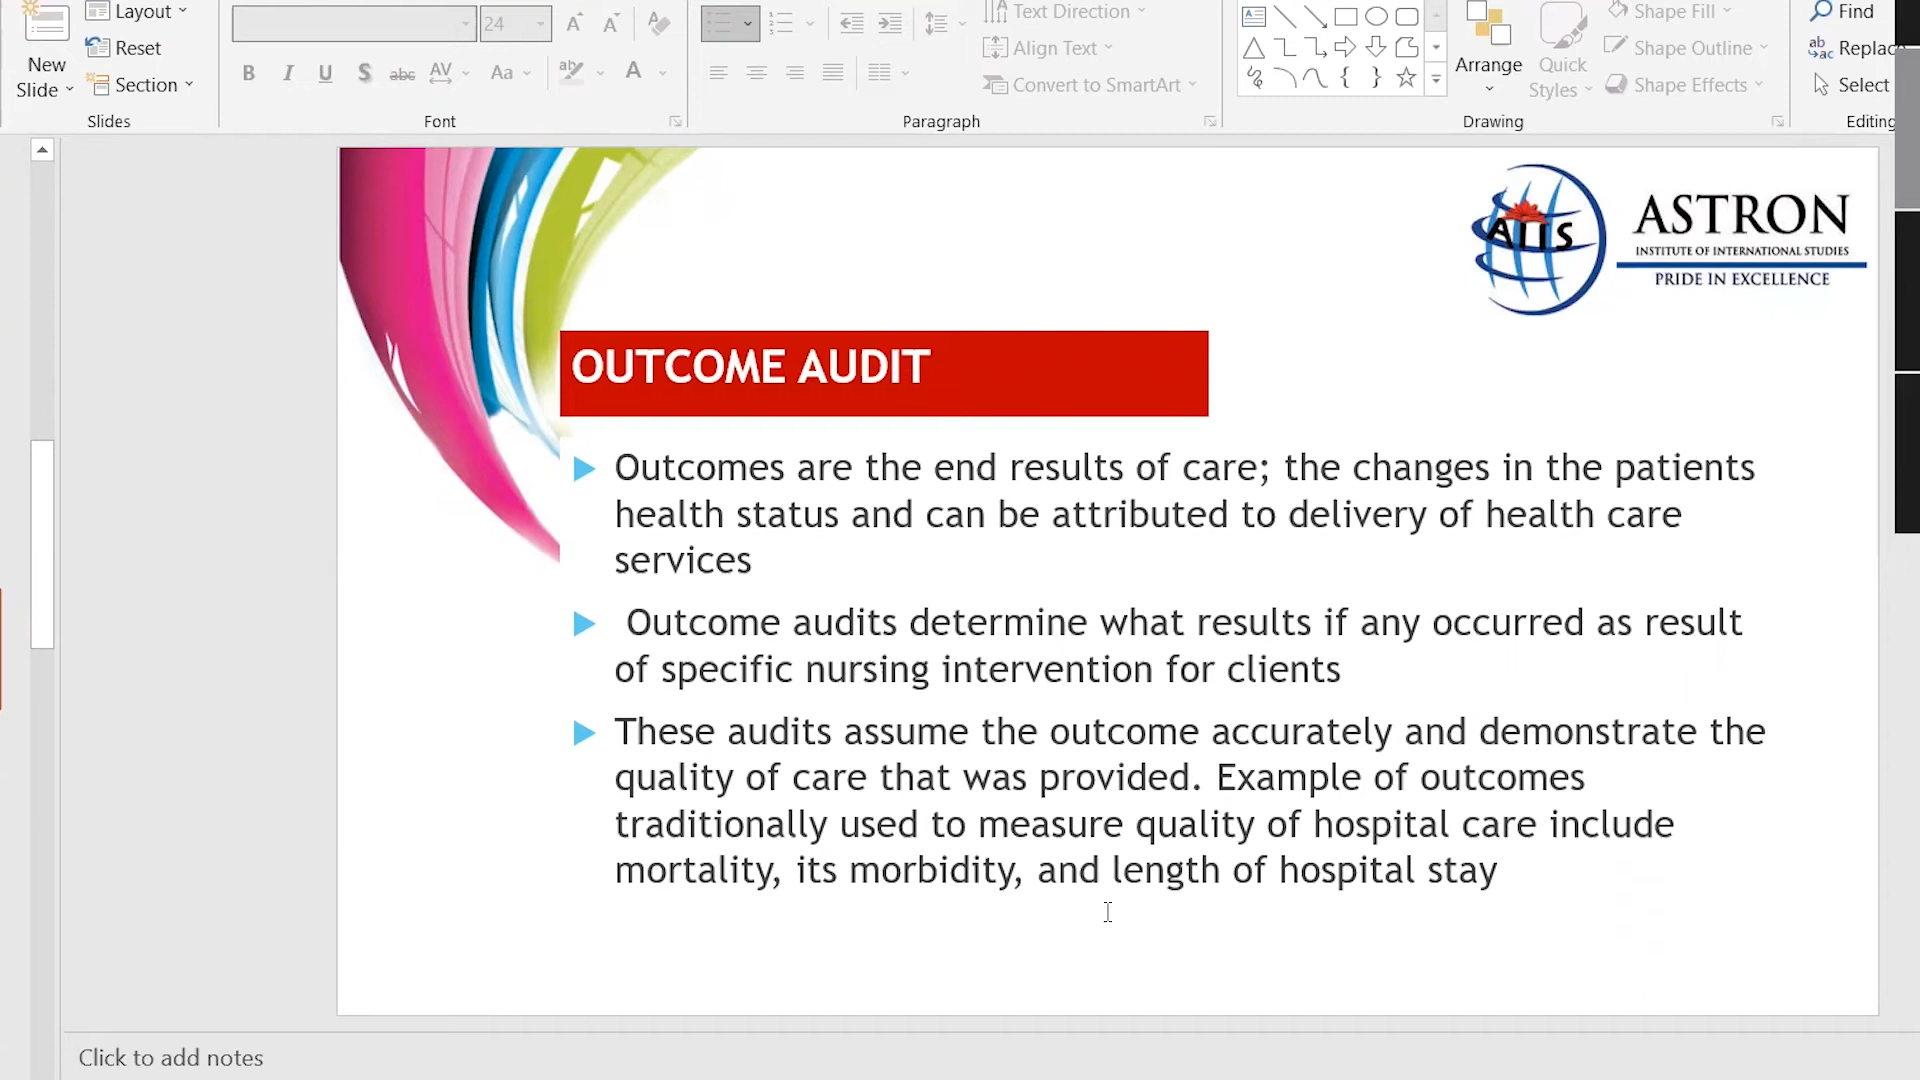 Layout
Reset
New
Slide
Section
Slides
24
B I U S abc AV Aa A
Font
Text Direction
Align Text
Convert to SmartArt
Paragraph
Arrange
Quick
Styles
Shape Fill
Shape Outline
Shape Effects
Drawing
Find
Replac
Select
Editing
AIIS
ASTRON
INSTITUTE OF INTERNATIONAL STUDIES
PRIDE IN EXCELLENCE
OUTCOME AUDIT
Outcomes are the end results of care; the changes in the patients
health status and can be attributed to delivery of health care
services
Outcome audits determine what results if any occurred as result
of specific nursing intervention for clients
These audits assume the outcome accurately and demonstrate the
quality of care that was provided. Example of outcomes
traditionally used to measure quality of hospital care include
mortality, its morbidity, and length of hospital stay
Click to add notes